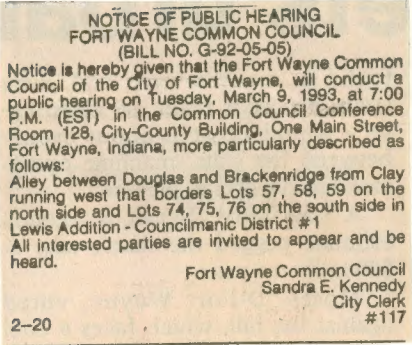 NOTICE OF PUBLIC HEARING
FORT WAYNE COMMON COUNCIL
(BILL NO. G-92-05-05)
Notice is hereby given that the Fort Wayne Common
Council of the City of Fort Wayne, will conduct a
public hearing on Tuesday, March 9, 1993, at 7:00
P.M. (EST) in the Common Council Conference
Room 128, City-County Building, One Main Street,
Fort Wayne, Indiana, more particularly described as
follows:
Alley between Douglas and Brackenridge from Clay
running west that borders Lots 57, 58, 59 on the
north side and Lots 74, 75, 76 on the south side in
Lewis Addition - Councilmanic District #1
All interested parties are invited to appear and be
heard.
Fort Wayne Common Council
Sandra E. Kennedy
City Clerk
2-20 #117